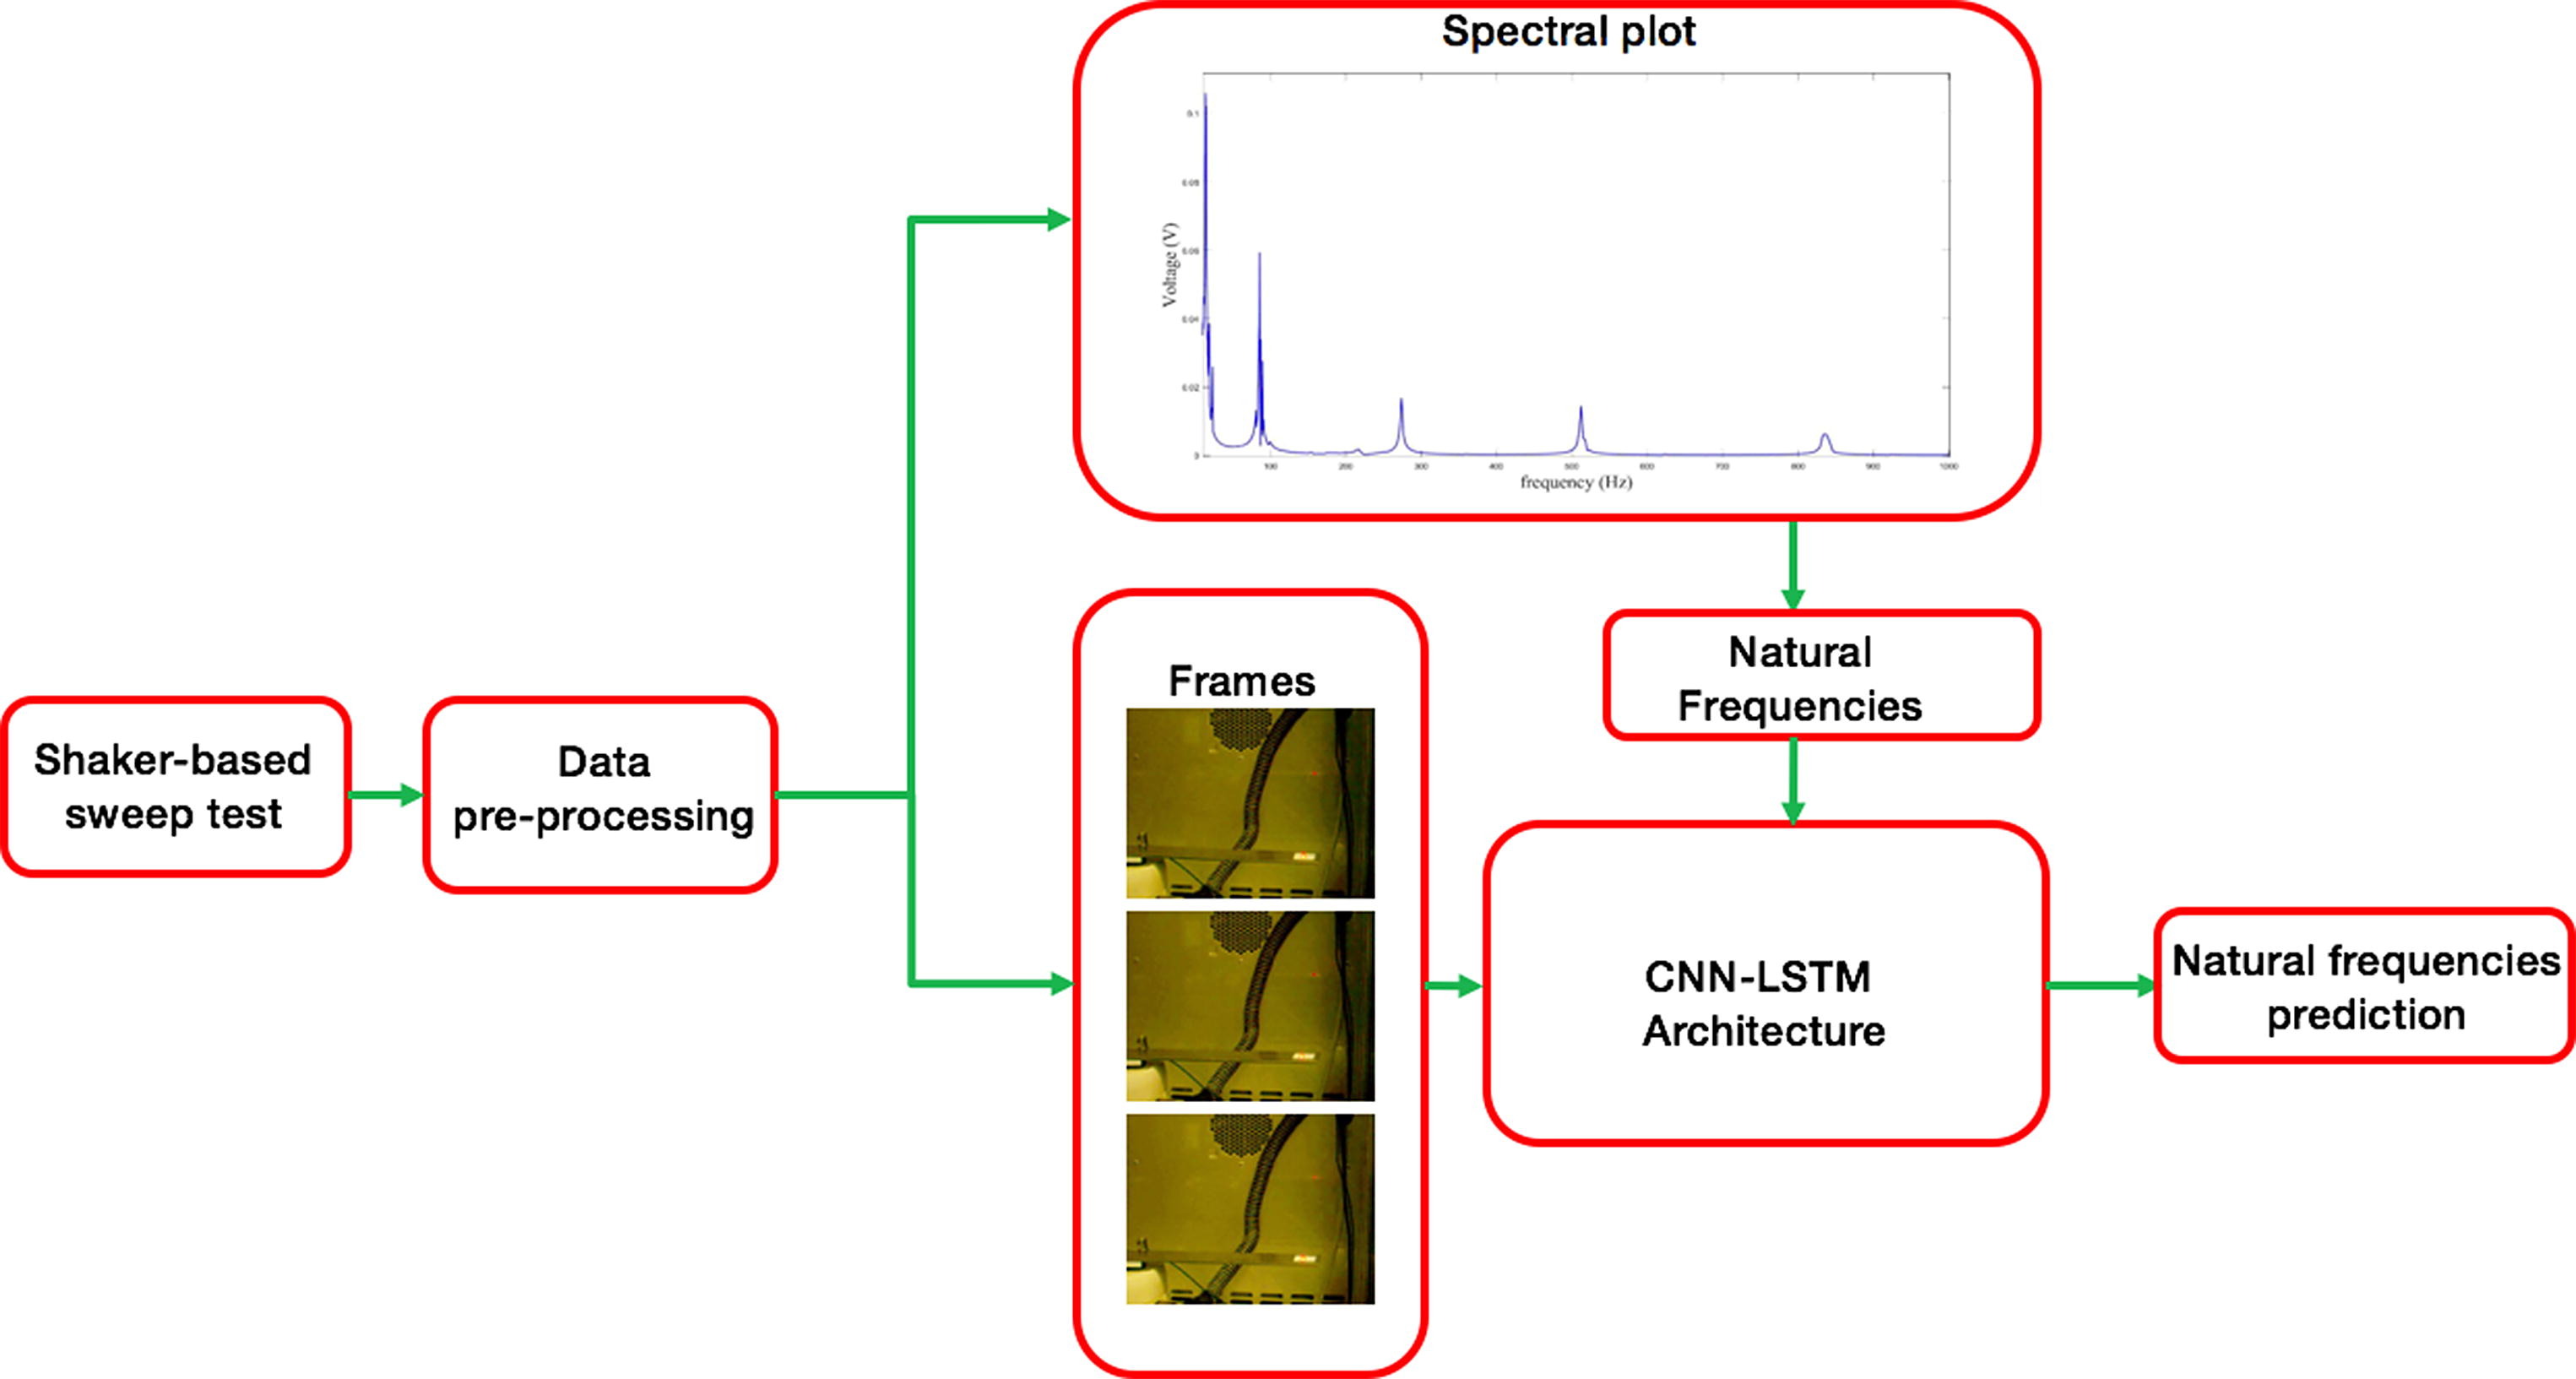 Spectral plot
0.1
0.08
0.06
0.04
0.02
0
Voltage (V)
100 200 300 400 500 600 700 800 900 1000
frequency (Hz)
Natural
Frequencies
Frames
Shaker-based
sweep test
Data
pre-processing
CNN-LSTM
Architecture
Natural frequencies
prediction